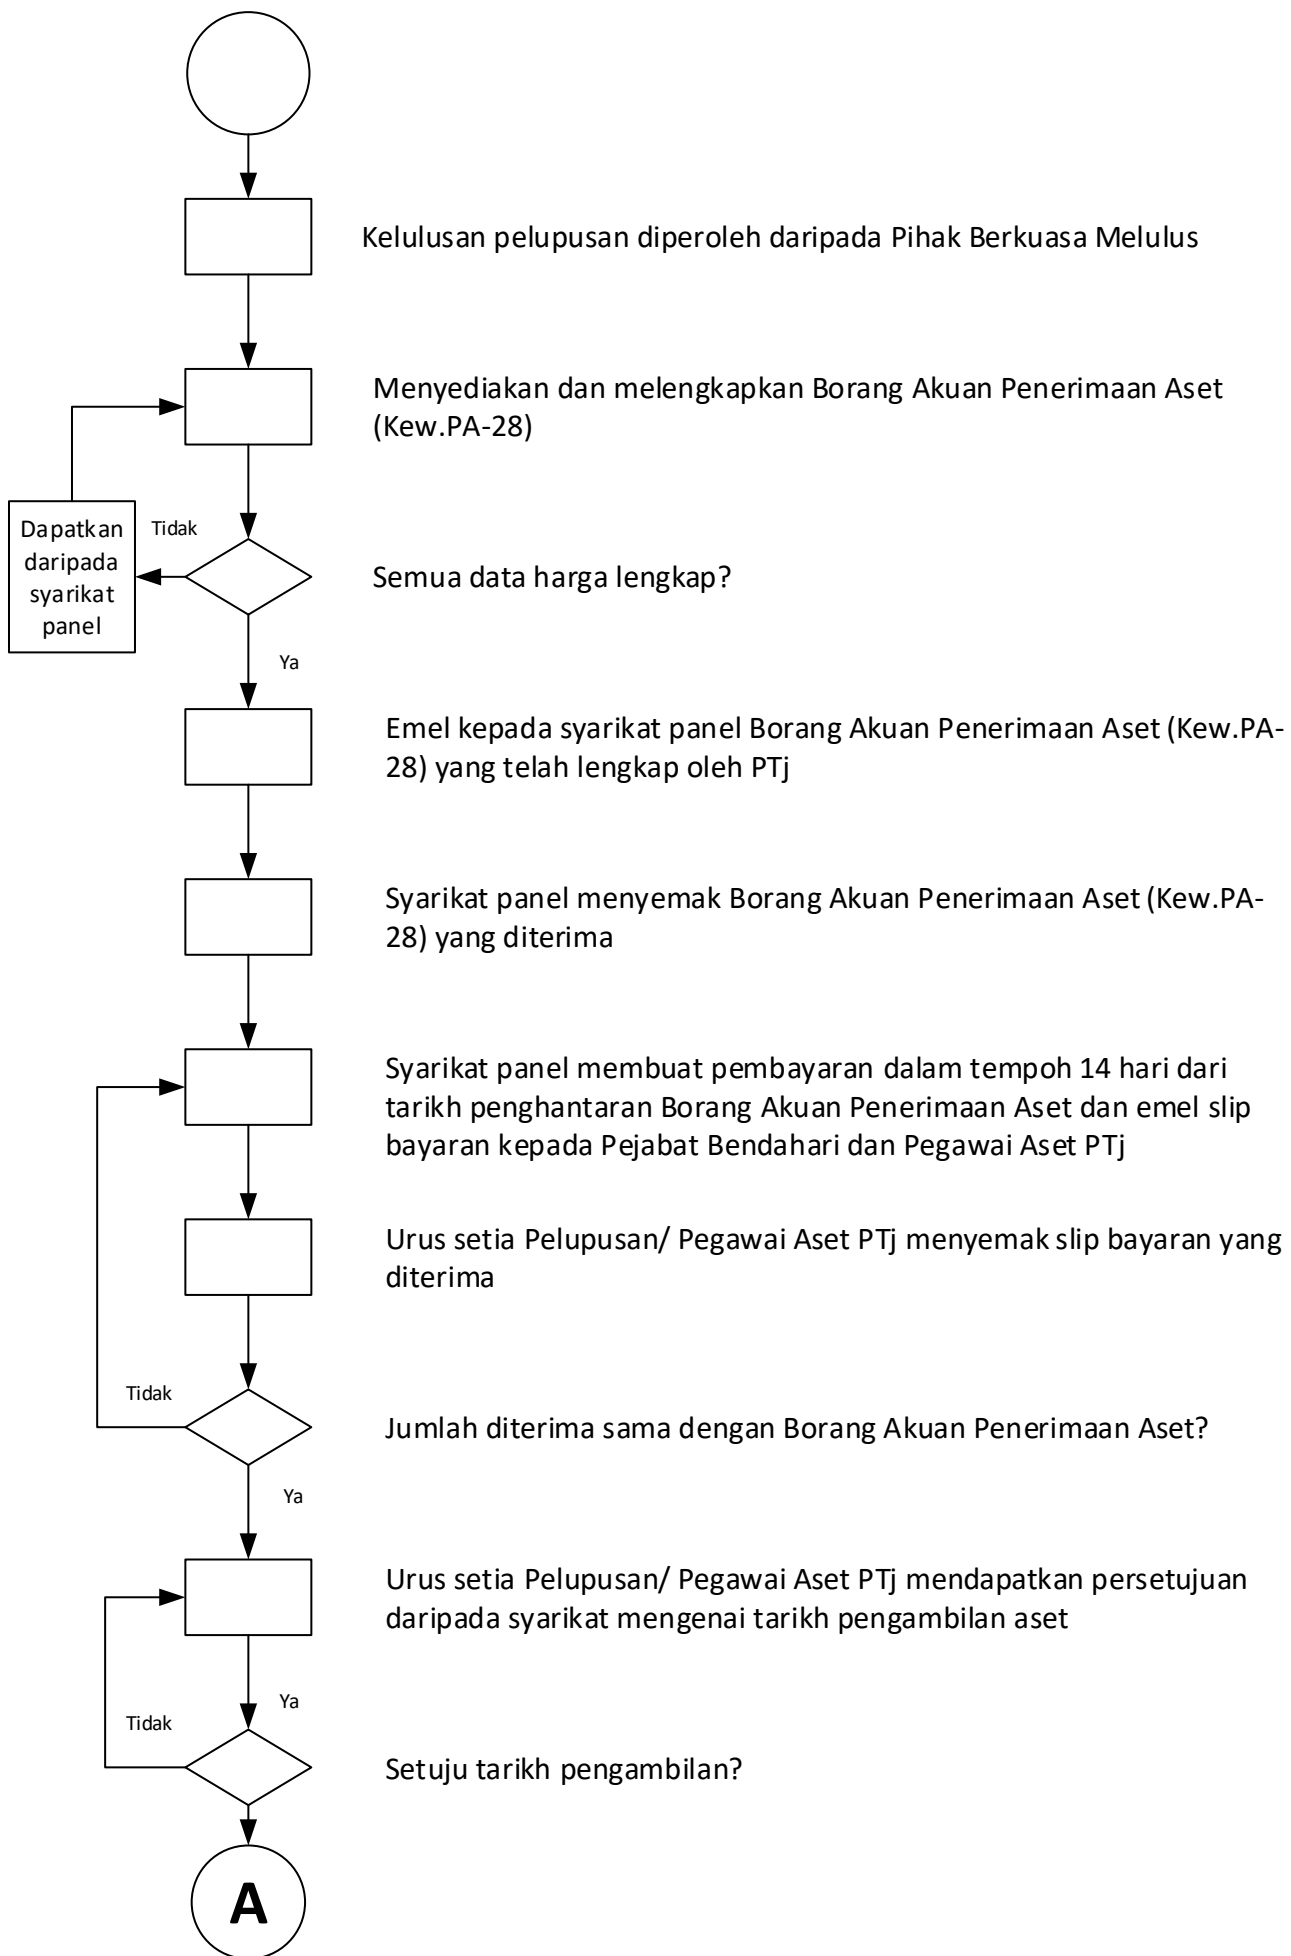 Kelulusan pelupusan diperoleh daripada Pihak Berkuasa Melulus
Menyediakan dan melengkapkan Borang Akuan Penerimaan Aset
(Kew.PA-28)
Dapatkan
daripada
syarikat
panel
Tidak
Semua data harga lengkap?
Ya
Emel kepada syarikat panel Borang Akuan Penerimaan Aset (Kew.PA-
28) yang telah lengkap oleh PTj
Syarikat panel menyemak Borang Akuan Penerimaan Aset (Kew.PA-
28) yang diterima
Syarikat panel membuat pembayaran dalam tempoh 14 hari dari
tarikh penghantaran Borang Akuan Penerimaan Aset dan emel slip
bayaran kepada Pejabat Bendahari dan Pegawai Aset PTj
Urus setia Pelupusan/ Pegawai Aset PTj menyemak slip bayaran yang
diterima
Tidak
Jumlah diterima sama dengan Borang Akuan Penerimaan Aset?
Ya
Urus setia Pelupusan/ Pegawai Aset PTj mendapatkan persetujuan
daripada syarikat mengenai tarikh pengambilan aset
Ya
Tidak
Setuju tarikh pengambilan?
A